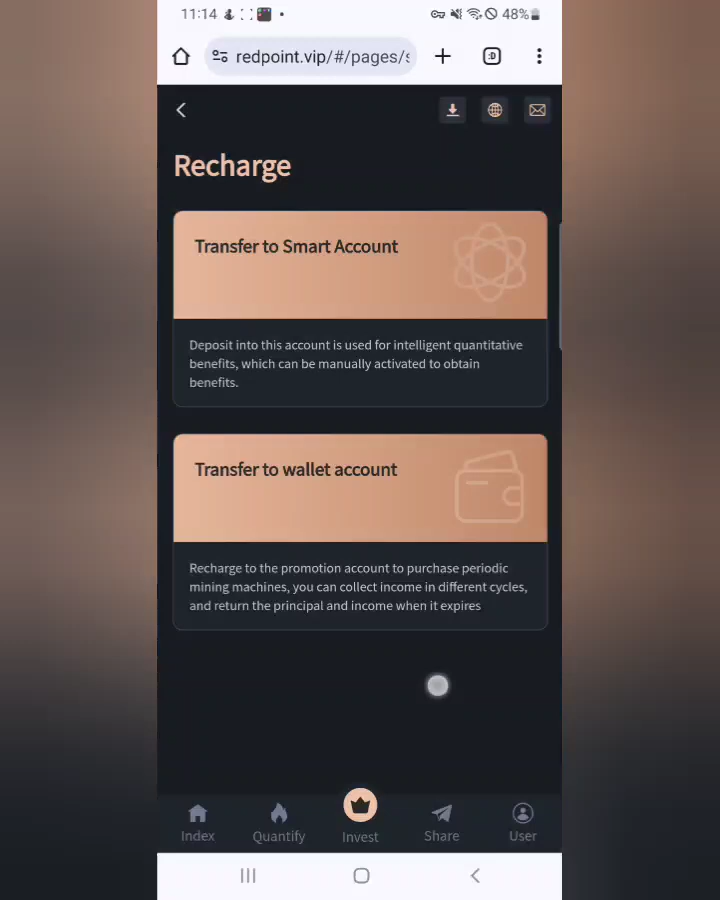 11:14
48%
redpoint.vip/#/pages/s
:D
Recharge
Transfer to Smart Account
Deposit into this account is used for intelligent quantitative
benefits, which can be manually activated to obtain
benefits.
Transfer to wallet account
Recharge to the promotion account to purchase periodic
mining machines, you can collect income in different cycles,
and return the principal and income when it expires
Index
Quantify
Invest
Share
User